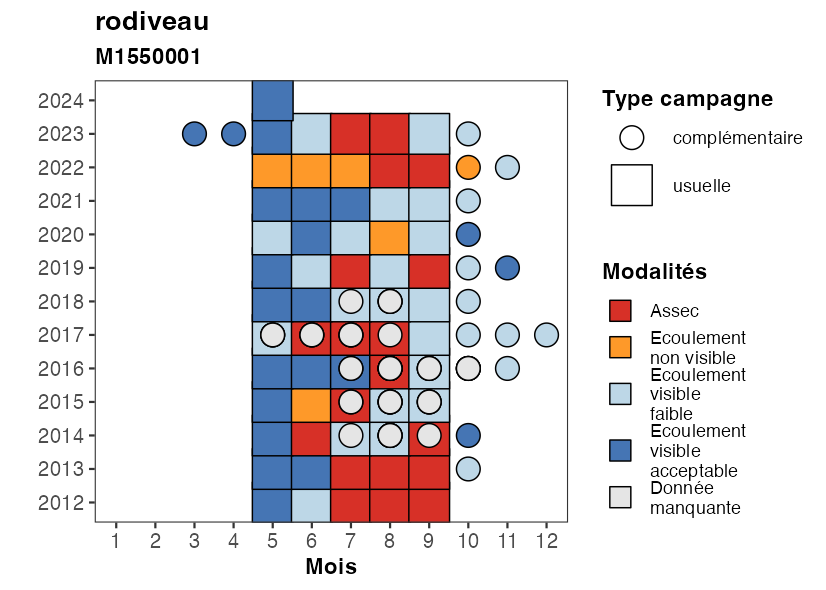 rodiveau
M1550001
2024
2023
2022
2021
2020
2019
2018
2017
2016
2015
2014
2013
2012
1 2 3 4 5 6 7 8 9 10 11 12
Mois
Type campagne
complémentaire
usuelle
Modalités
Assec
Ecoulement
non visible
Ecoulement
visible
faible
Ecoulement
visible
acceptable
Donnée
manquante